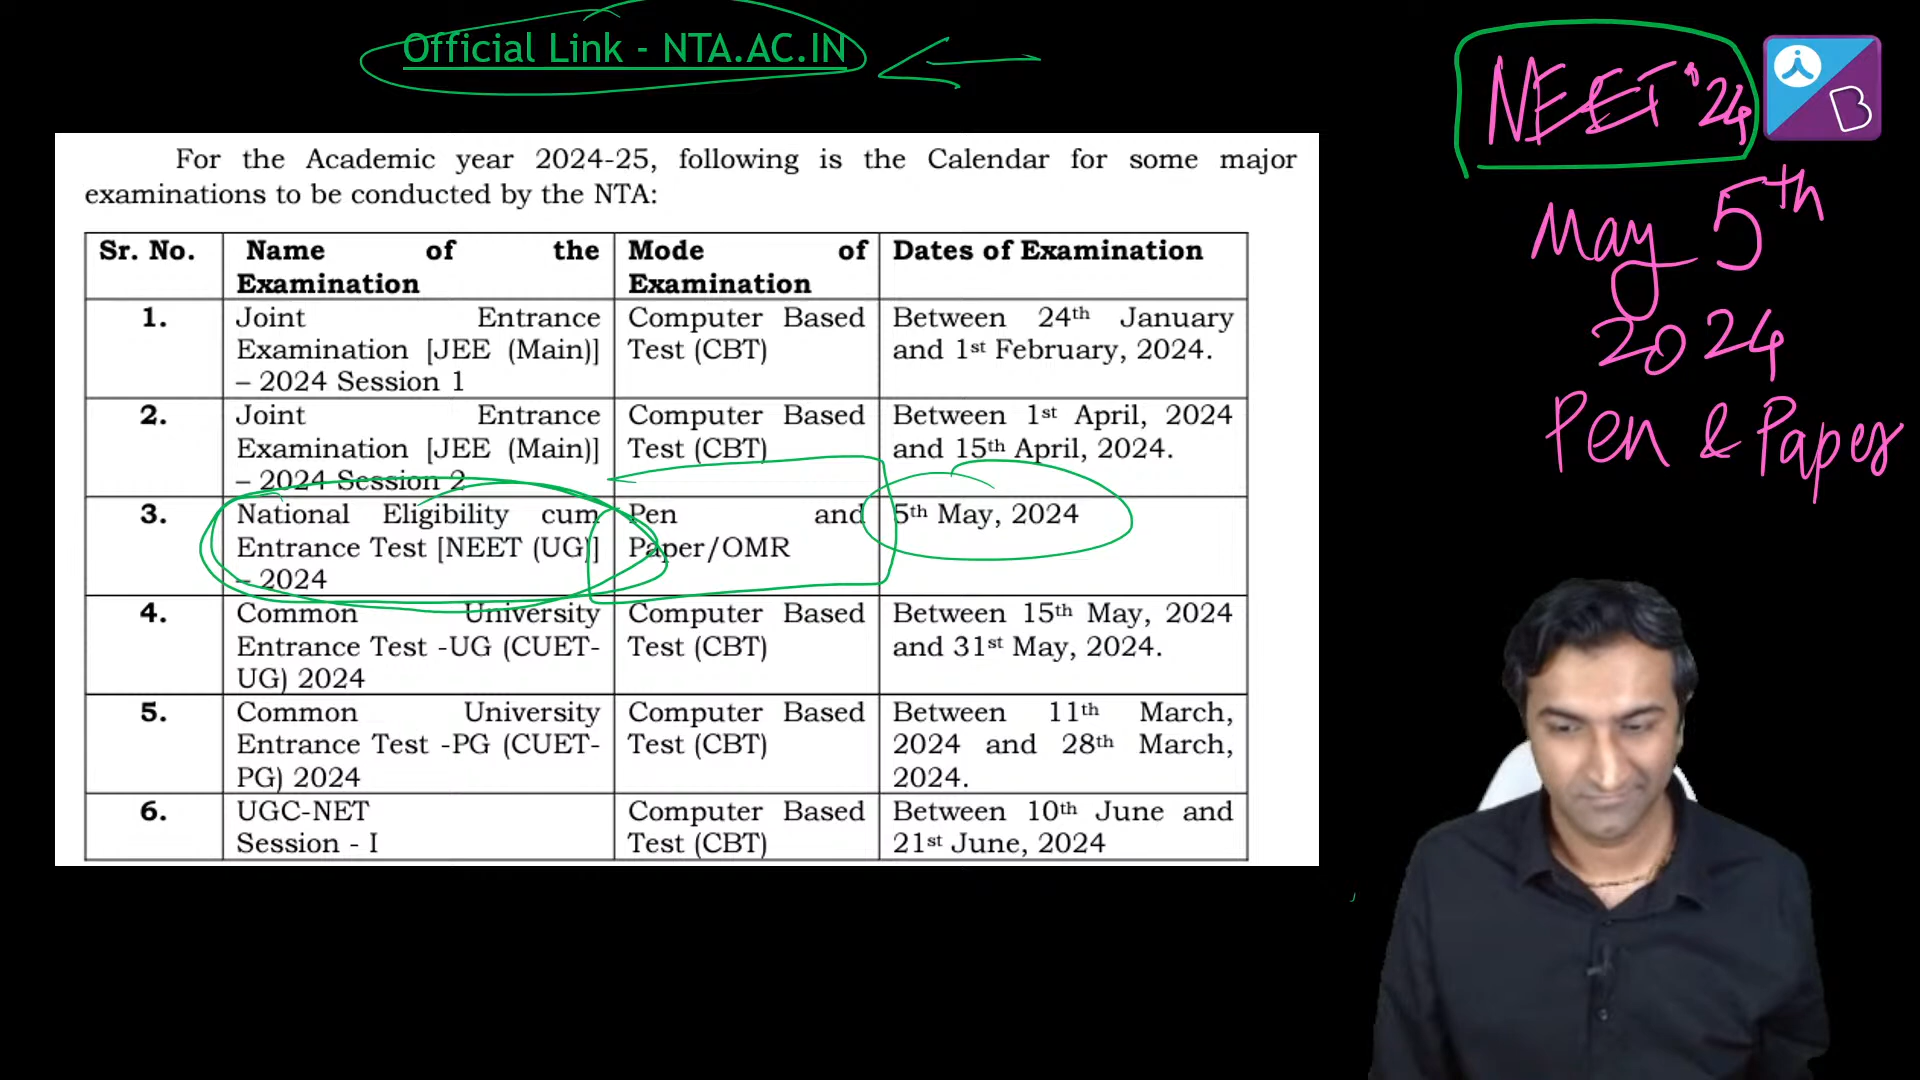 Official Link - NTA.AC.IN
NEET '24
B
May 5th
2024
Pen & Paper
For the Academic year 2024-25, following is the Calendar for some major
examinations to be conducted by the NTA:
Sr. No. Name of the Mode of Dates of Examination
Examination Examination
1. Joint Entrance Computer Based Between 24th January
Examination [JEE (Main)] Test (CBT) and 1st February, 2024.
– 2024 Session 1
2. Joint Entrance Computer Based Between 1st April, 2024
Examination [JEE (Main)] Test (CBT) and 15th April, 2024.
– 2024 Session 2
3. National Eligibility cum Pen and 5th May, 2024
Entrance Test [NEET (UG)] Paper/OMR
– 2024
4. Common University Computer Based Between 15th May, 2024
Entrance Test -UG (CUET- Test (CBT) and 31st May, 2024.
UG) 2024
5. Common University Computer Based Between 11th March,
Entrance Test -PG (CUET- Test (CBT) 2024 and 28th March,
PG) 2024 2024.
6. UGC-NET Computer Based Between 10th June and
Session - I Test (CBT) 21st June, 2024